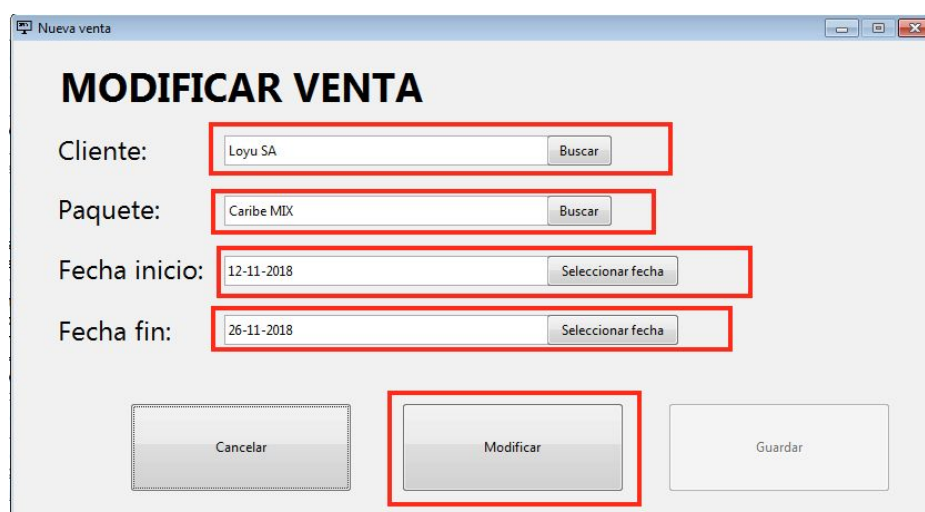 Nueva venta
MODIFICAR VENTA
Cliente: Loyu SA Buscar
Paquete: Caribe MIX Buscar
Fecha inicio: 12-11-2018 Seleccionar fecha
Fecha fin: 26-11-2018 Seleccionar fecha
Cancelar Modificar Guardar